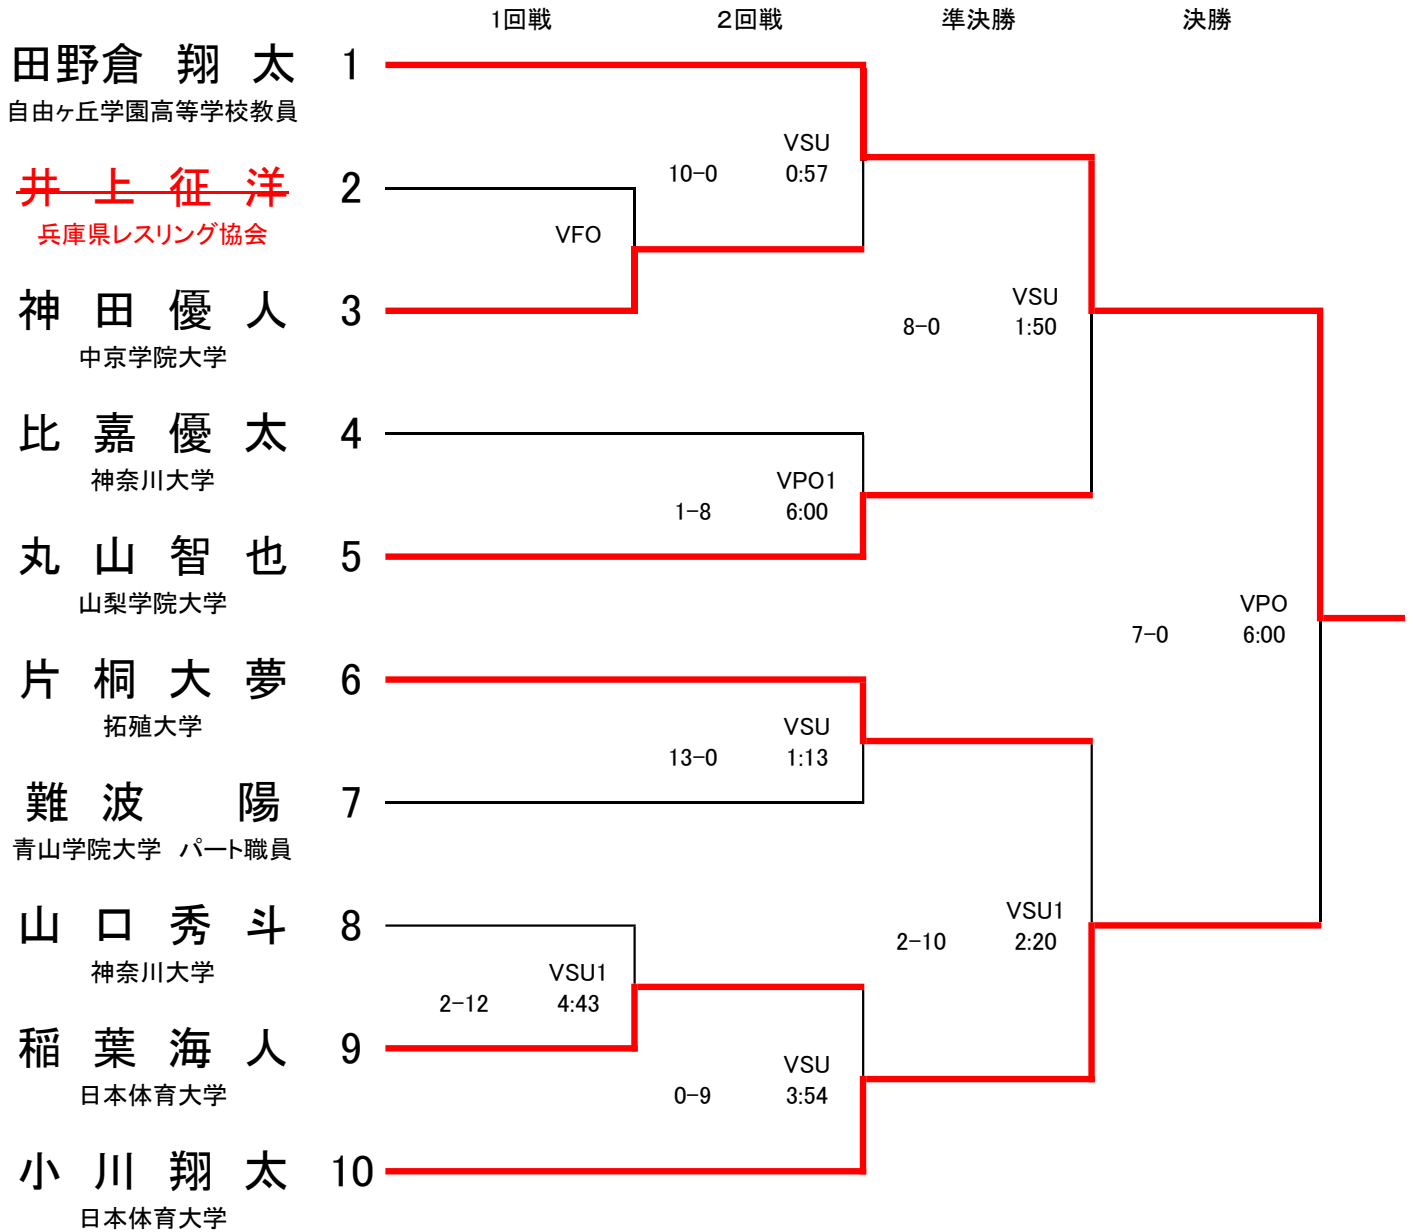 1回戦 2回戦 準決勝 決勝
田野倉 翔 太 1
自由ヶ丘学園高等学校教員
VSU
10-0 0:57
井 上 征 洋 2
兵庫県レスリング協会
VFO
神 田 優 人 3
中京学院大学
VSU
8-0 1:50
比 嘉 優 太 4
神奈川大学
VPO1
1-8 6:00
丸 山 智 也 5
山梨学院大学
VPO
7-0 6:00
片 桐 大 夢 6
拓殖大学
VSU
13-0 1:13
難 波 陽 7
青山学院大学 パート職員
山 口 秀 斗 8
神奈川大学
VSU1
2-10 2:20
VSU1
2-12 4:43
稲 葉 海 人 9
日本体育大学
VSU
0-9 3:54
小 川 翔 太 10
日本体育大学